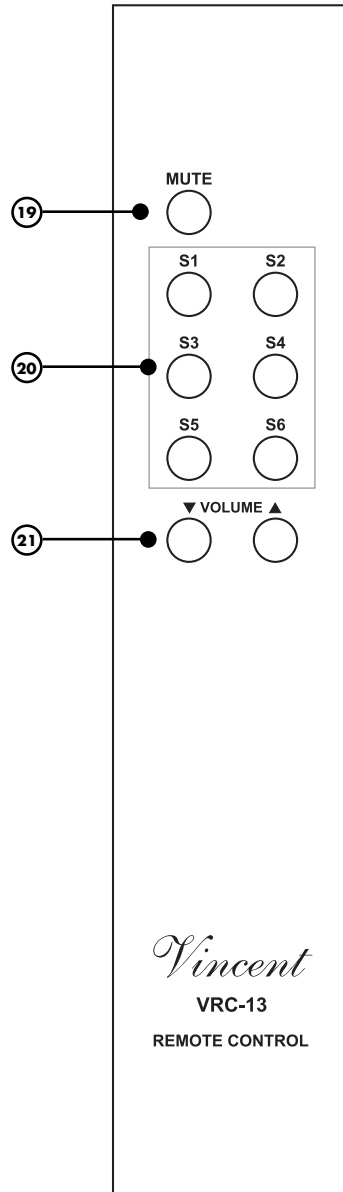 MUTE
19
S1 S2
20
S3 S4
S5 S6
▼ VOLUME ▲
21
Vincent
VRC-13
REMOTE CONTROL